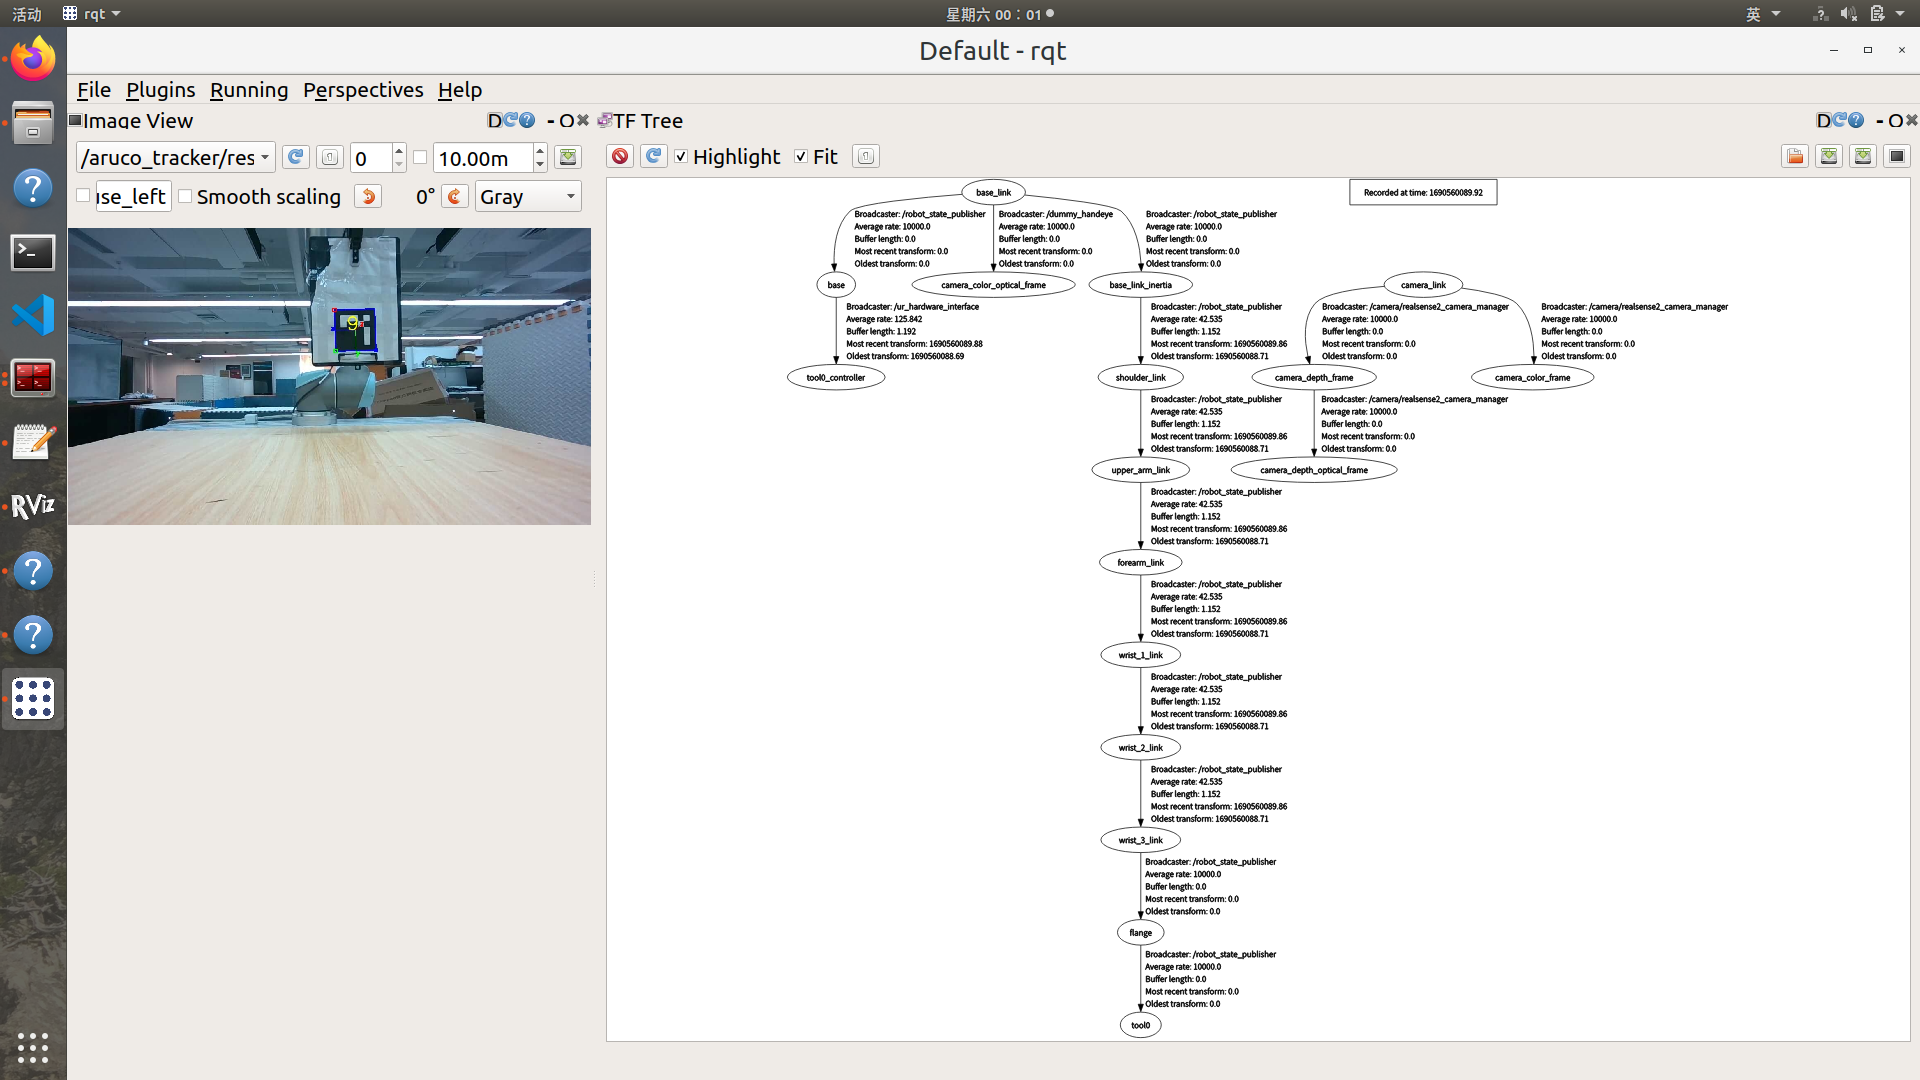 活动
rqt
星期六 00：01
英
Default - rqt
File Plugins Running Perspectives Help
Image View
D
- O
TF Tree
D
- O
/aruco_tracker/res
0
10.00m
Highlight
Fit
Smooth scaling
0°
Gray
Recorded at time: 1690560089.92
base_link
Broadcaster: /robot_state_publisher
Average rate: 10000.0
Buffer length: 0.0
Most recent transform: 0.0
Oldest transform: 0.0
Broadcaster: /dummy_handeye
Average rate: 10000.0
Buffer length: 0.0
Most recent transform: 0.0
Oldest transform: 0.0
Broadcaster: /robot_state_publisher
Average rate: 10000.0
Buffer length: 0.0
Most recent transform: 0.0
Oldest transform: 0.0
base
camera_color_optical_frame
base_link_inertia
camera_link
Broadcaster: /ur_hardware_interface
Average rate: 125.842
Buffer length: 1.192
Most recent transform: 1690560089.88
Oldest transform: 1690560088.69
Broadcaster: /robot_state_publisher
Average rate: 42.535
Buffer length: 1.152
Most recent transform: 1690560089.86
Oldest transform: 1690560088.71
Broadcaster: /camera/realsense2_camera_manager
Average rate: 10000.0
Buffer length: 0.0
Most recent transform: 0.0
Oldest transform: 0.0
Broadcaster: /camera/realsense2_camera_manager
Average rate: 10000.0
Buffer length: 0.0
Most recent transform: 0.0
Oldest transform: 0.0
tool0_controller
shoulder_link
camera_depth_frame
camera_color_frame
Broadcaster: /robot_state_publisher
Average rate: 42.535
Buffer length: 1.152
Most recent transform: 1690560089.86
Oldest transform: 1690560088.71
Broadcaster: /camera/realsense2_camera_manager
Average rate: 10000.0
Buffer length: 0.0
Most recent transform: 0.0
Oldest transform: 0.0
upper_arm_link
camera_depth_optical_frame
Broadcaster: /robot_state_publisher
Average rate: 42.535
Buffer length: 1.152
Most recent transform: 1690560089.86
Oldest transform: 1690560088.71
forearm_link
Broadcaster: /robot_state_publisher
Average rate: 42.535
Buffer length: 1.152
Most recent transform: 1690560089.86
Oldest transform: 1690560088.71
wrist_1_link
Broadcaster: /robot_state_publisher
Average rate: 42.535
Buffer length: 1.152
Most recent transform: 1690560089.86
Oldest transform: 1690560088.71
wrist_2_link
Broadcaster: /robot_state_publisher
Average rate: 42.535
Buffer length: 1.152
Most recent transform: 1690560089.86
Oldest transform: 1690560088.71
wrist_3_link
Broadcaster: /robot_state_publisher
Average rate: 10000.0
Buffer length: 0.0
Most recent transform: 0.0
Oldest transform: 0.0
flange
Broadcaster: /robot_state_publisher
Average rate: 10000.0
Buffer length: 0.0
Most recent transform: 0.0
Oldest transform: 0.0
tool0
RViz